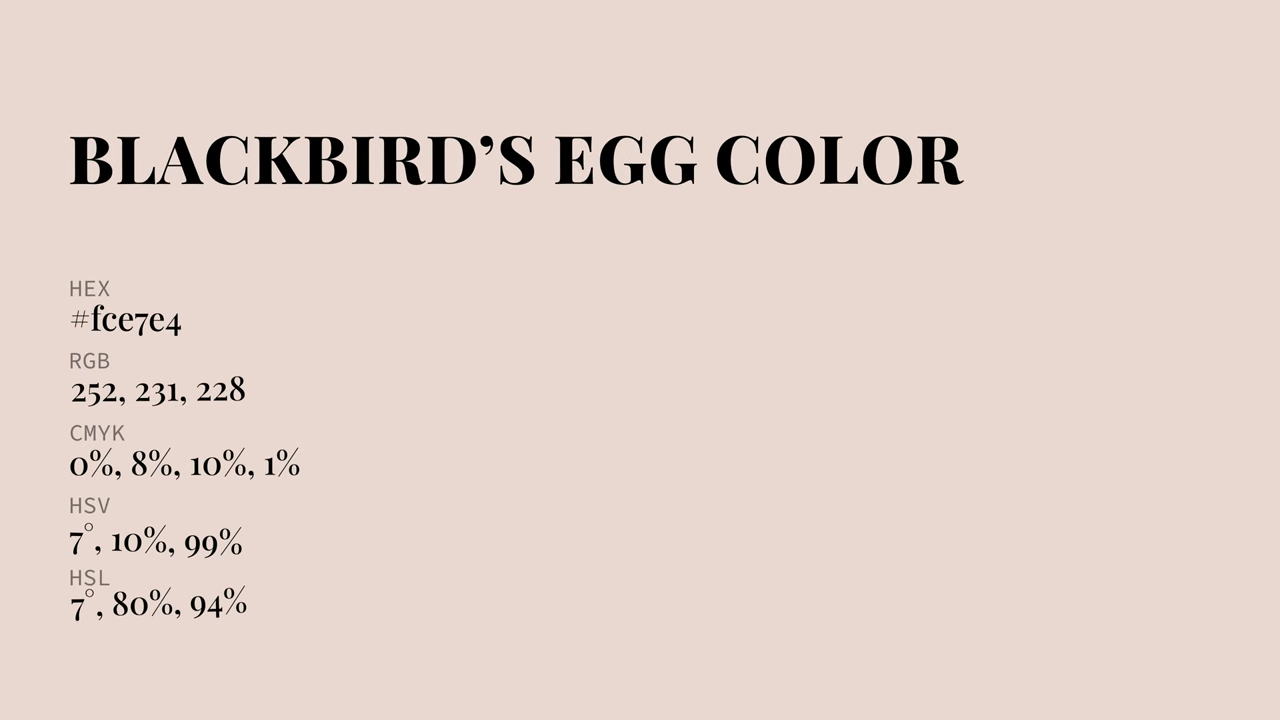 BLACKBIRD’S EGG COLOR
HEX
#fce7e4
RGB
252, 231, 228
CMYK
0%, 8%, 10%, 1%
HSV
7°, 10%, 99%
HSL
7°, 80%, 94%